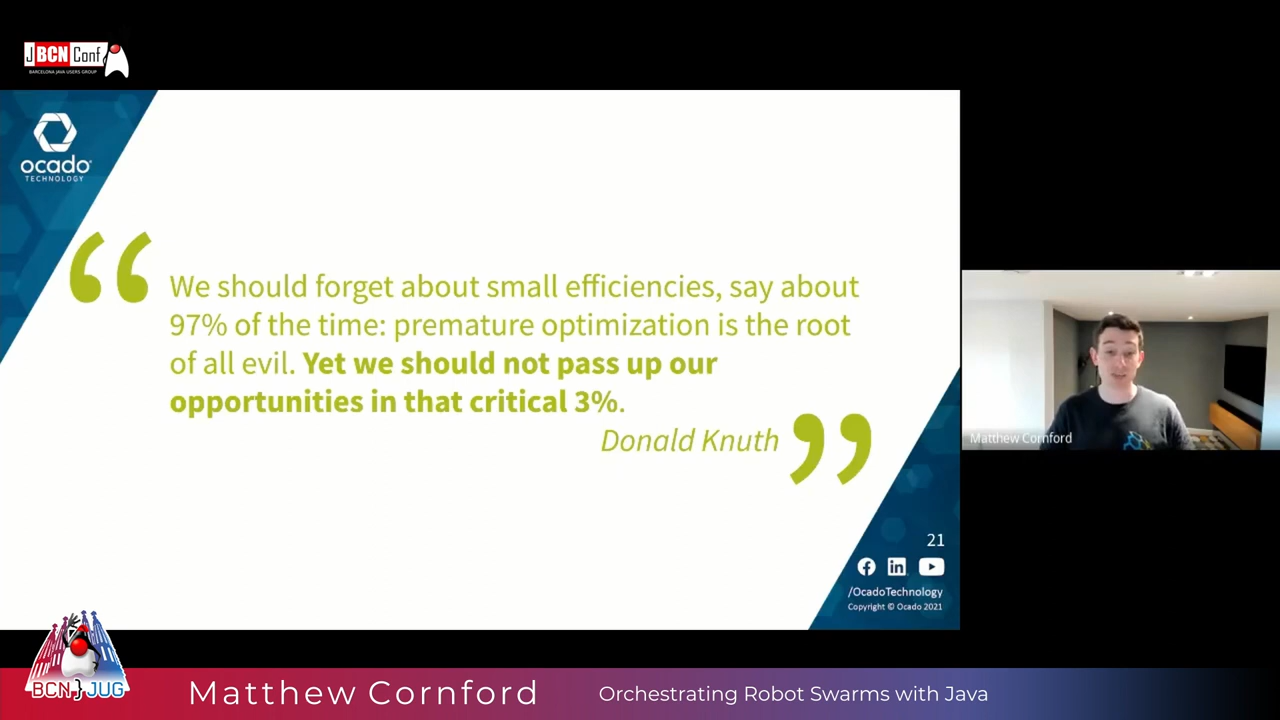 J BCN Conf
BARCELONA JAVA USERS GROUP
ocado
TECHNOLOGY
“We should forget about small efficiencies, say about
97% of the time: premature optimization is the root
of all evil. Yet we should not pass up our
opportunities in that critical 3%.
Donald Knuth”
Matthew Cornford
21
/OcadoTechnology
Copyright © Ocado 2021
BCN JUG
Matthew Cornford
Orchestrating Robot Swarms with Java